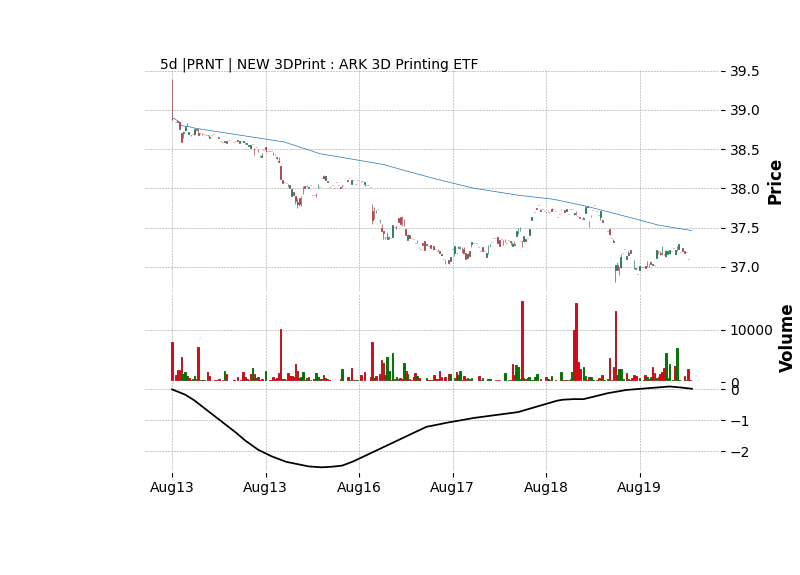 5d |PRNT | NEW 3DPrint : ARK 3D Printing ETF
39.5
39.0
38.5
38.0
37.5
37.0
Price
10000
0
Volume
0
−1
−2
Aug13 Aug13 Aug16 Aug17 Aug18 Aug19